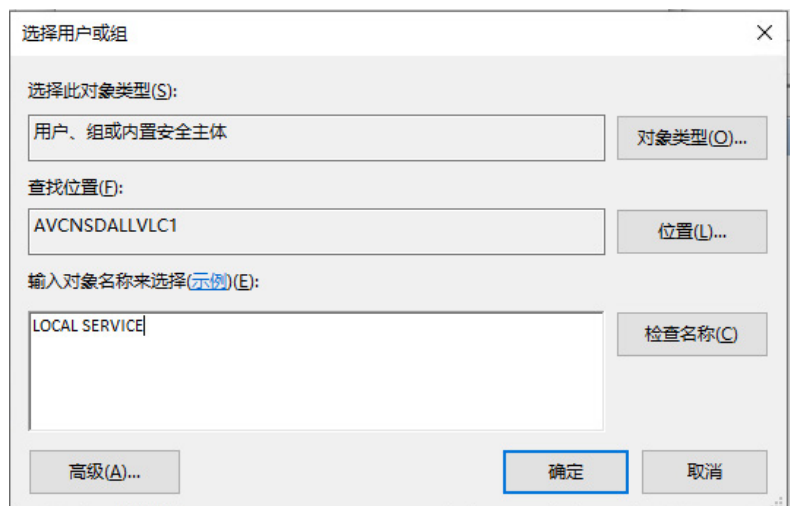 选择用户或组
选择此对象类型(S):
用户、组或内置安全主体
对象类型(O)...
查找位置(F):
AVCNSDALLVLC1
位置(L)...
输入对象名称来选择(示例)(E):
LOCAL SERVICE
检查名称(C)
高级(A)...
确定
取消